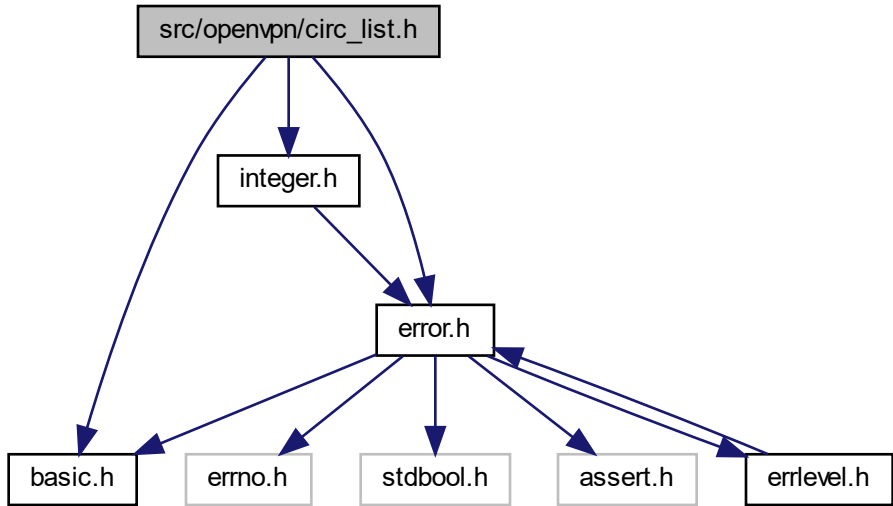 src/openvpn/circ_list.h
integer.h
error.h
basic.h
errno.h
stdbool.h
assert.h
errlevel.h